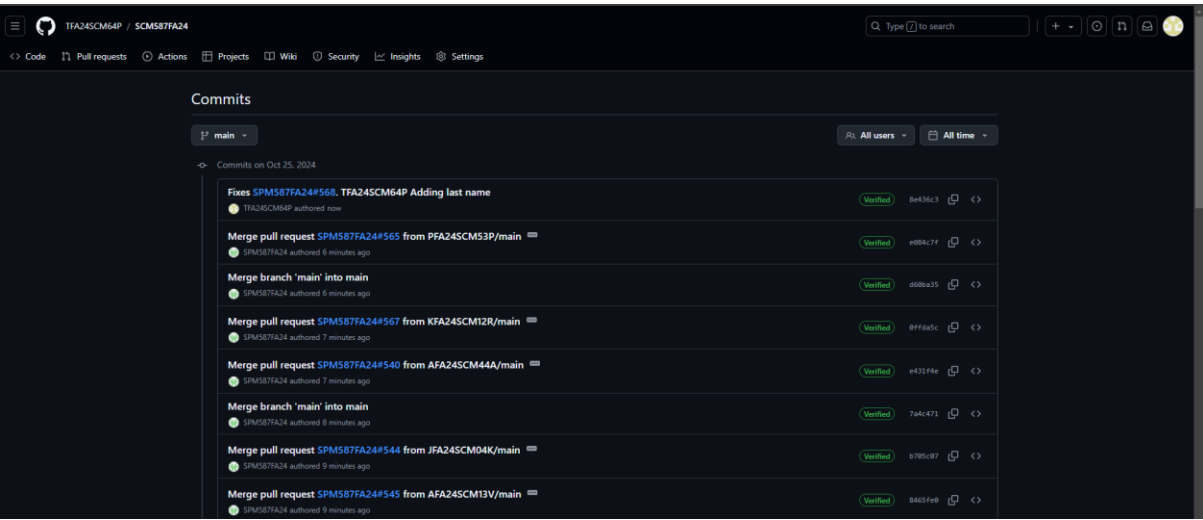 TFA24SCM64P / SCM587FA24
Type / to search
Code Pull requests Actions Projects Wiki Security Insights Settings
Commits
main
All users All time
Commits on Oct 25, 2024
Fixes SPM587FA24#568. TFA24SCM64P Adding last name
TFA24SCM64P authored now
Verified 8e436c3
Merge pull request SPM587FA24#565 from PFA24SCM53P/main
SPM587FA24 authored 6 minutes ago
Verified e084c7f
Merge branch 'main' into main
SPM587FA24 authored 6 minutes ago
Verified d60ba35
Merge pull request SPM587FA24#567 from KFA24SCM12R/main
SPM587FA24 authored 7 minutes ago
Verified 0ffda5c
Merge pull request SPM587FA24#540 from AFA24SCM44A/main
SPM587FA24 authored 7 minutes ago
Verified e431f4e
Merge branch 'main' into main
SPM587FA24 authored 8 minutes ago
Verified 7a4c471
Merge pull request SPM587FA24#544 from JFA24SCM04K/main
SPM587FA24 authored 9 minutes ago
Verified b705c07
Merge pull request SPM587FA24#545 from AFA24SCM13V/main
SPM587FA24 authored 9 minutes ago
Verified 8465fe0